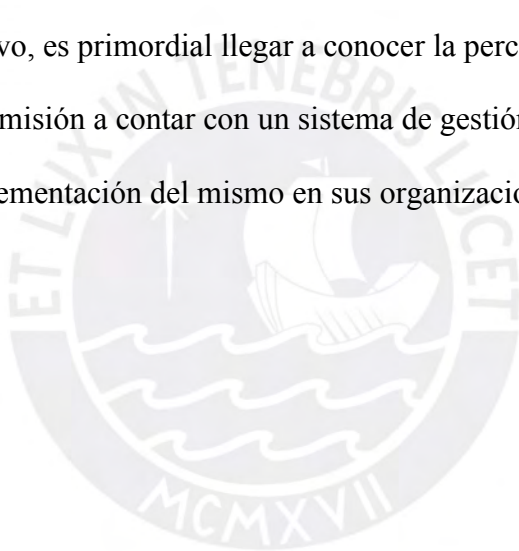 vo, es primordial llegar a conocer la perc
misión a contar con un sistema de gestión
ementación del mismo en sus organizacio
ET LUX IN TENEBRIS LUCET
MCMXVII